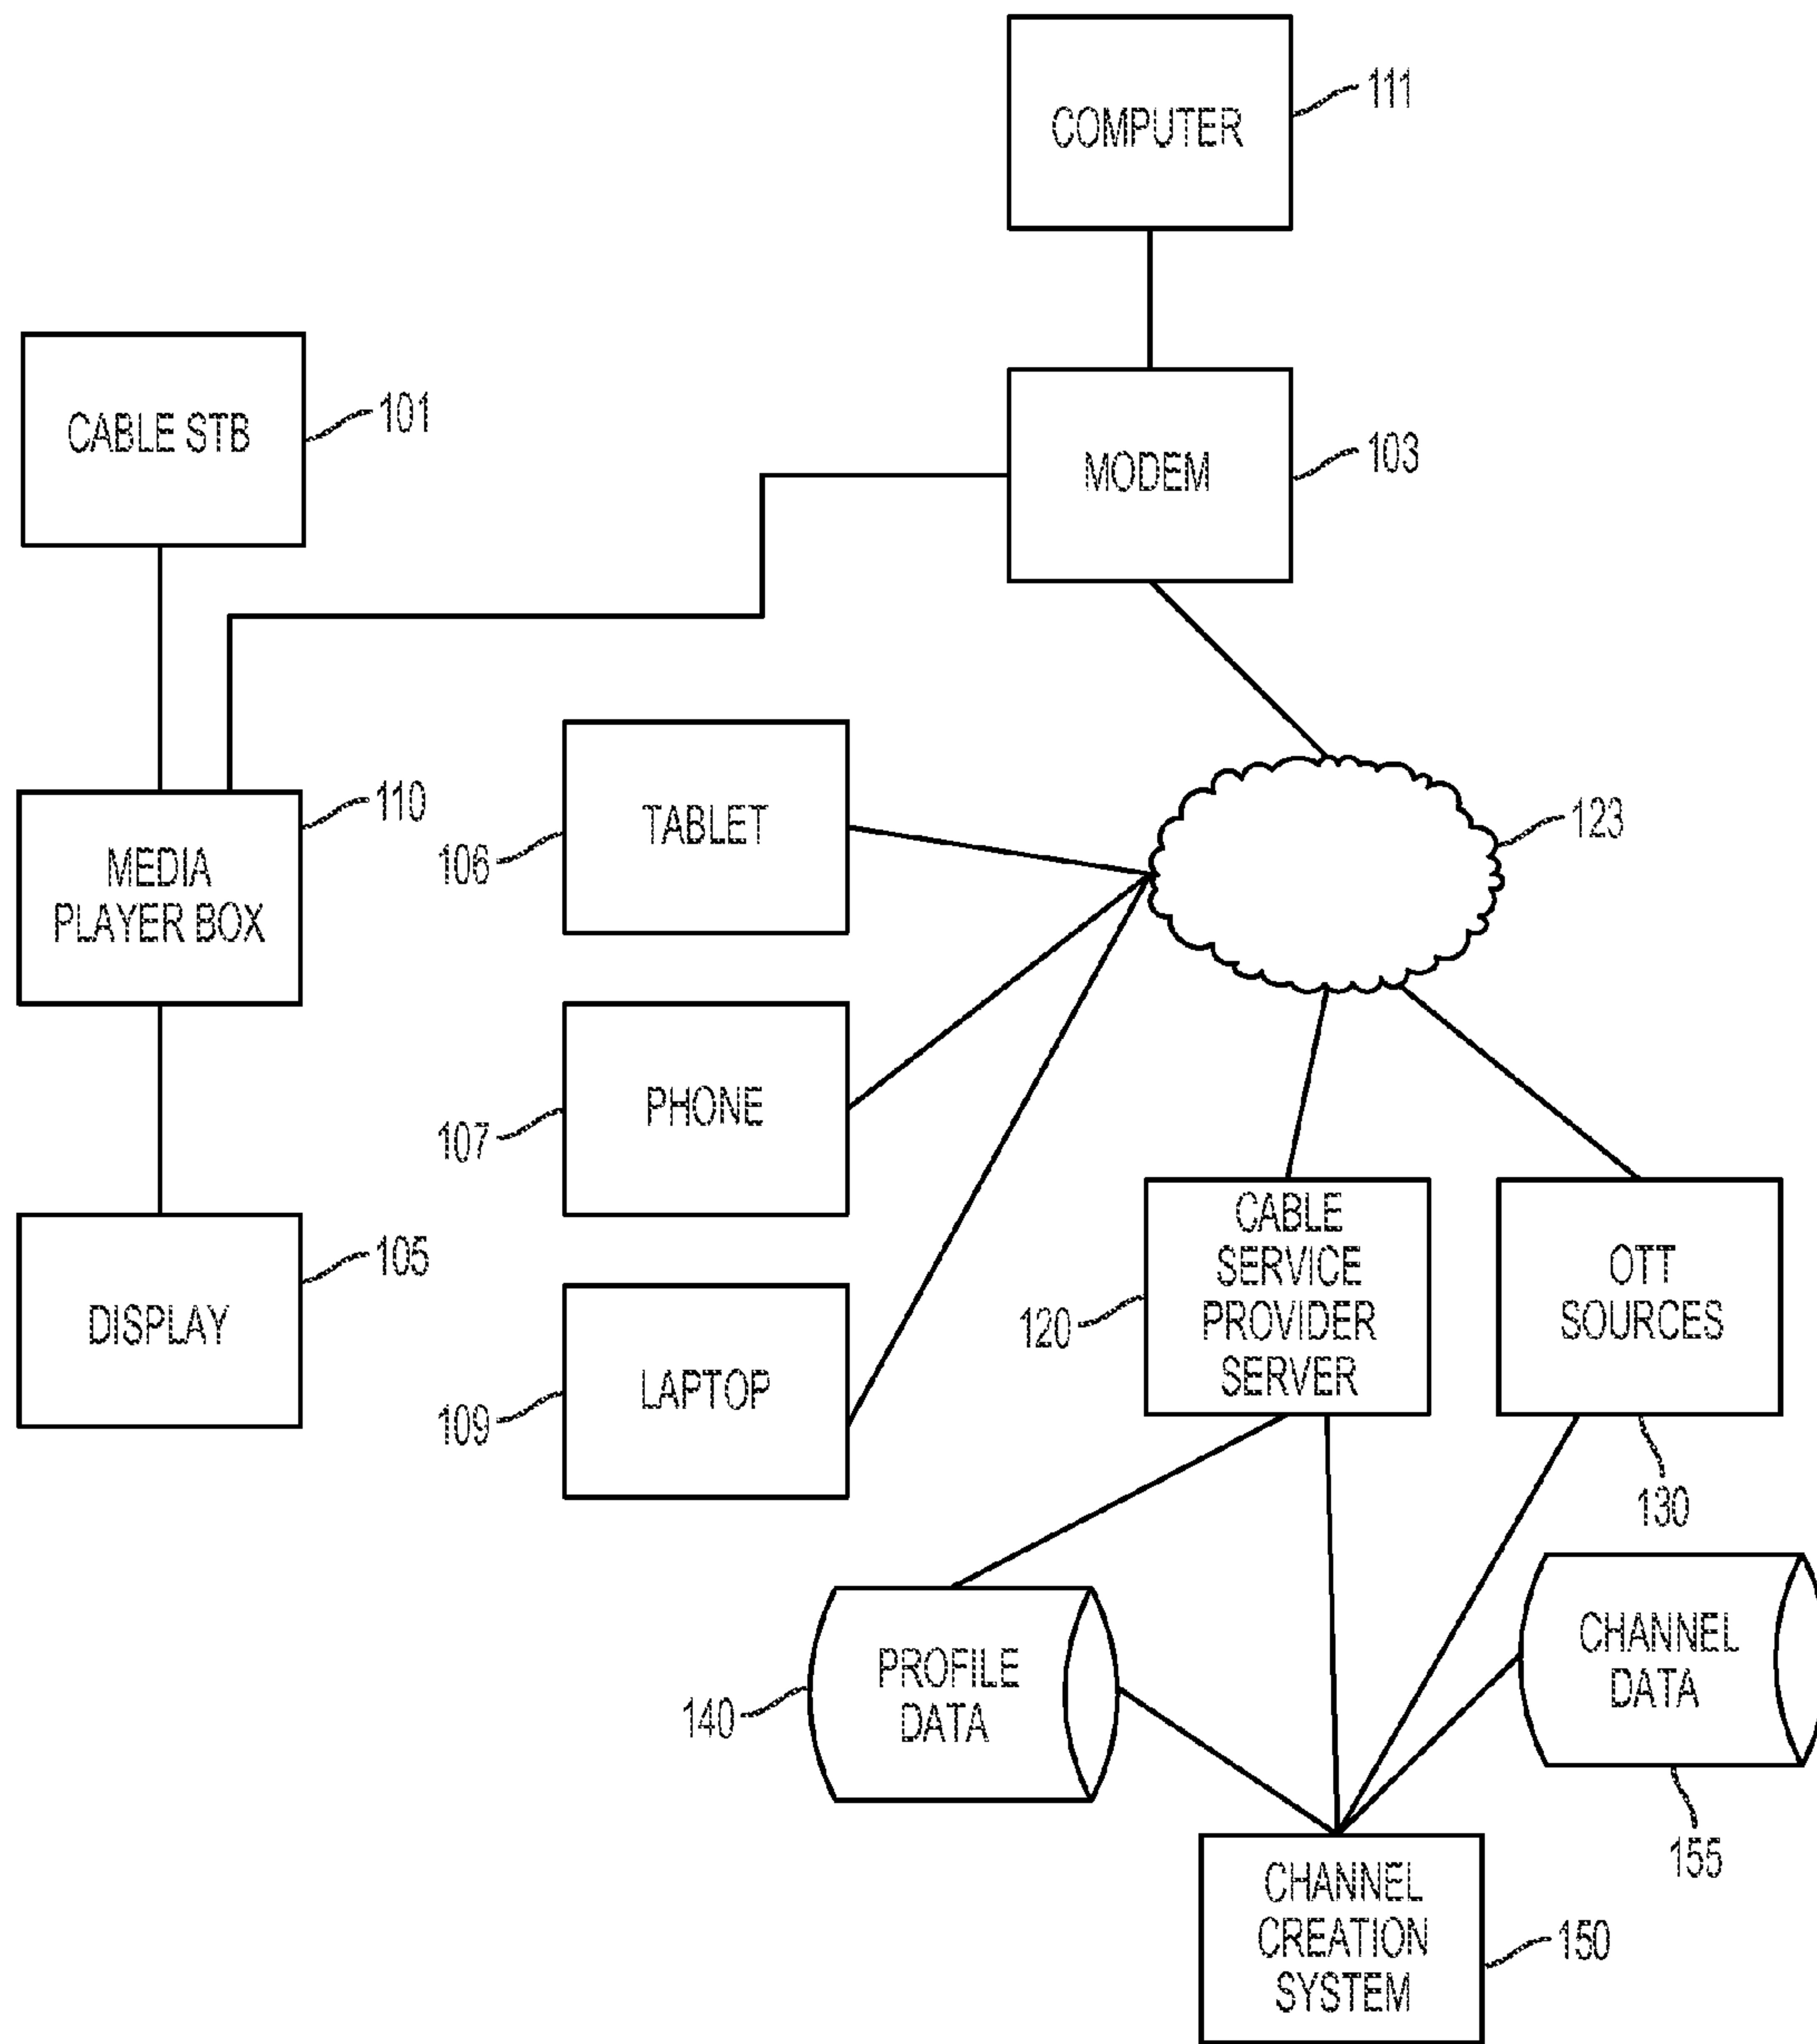 COMPUTER
111
CABLE STB
101
MODEM
103
MEDIA
PLAYER BOX
110
TABLET
106
123
PHONE
107
DISPLAY
105
LAPTOP
109
CABLE
SERVICE
PROVIDER
SERVER
120
OTT
SOURCES
130
PROFILE
DATA
140
CHANNEL
DATA
155
CHANNEL
CREATION
SYSTEM
150